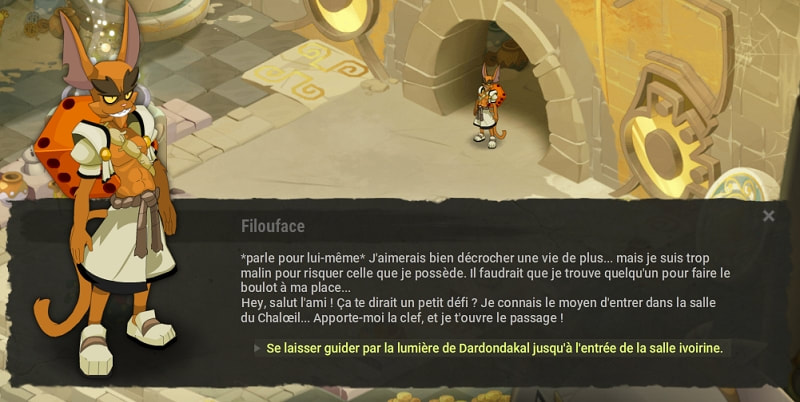 Filouface
*parle pour lui-même* J'aimerais bien décrocher une vie de plus... mais je suis trop
malin pour risquer celle que je possède. Il faudrait que je trouve quelqu'un pour faire le
boulot à ma place...
Hey, salut l'ami ! Ça te dirait un petit défi ? Je connais le moyen d'entrer dans la salle
du Chalœil... Apporte-moi la clef, et je t'ouvre le passage !
Se laisser guider par la lumière de Dardondakal jusqu'à l'entrée de la salle ivoirine.